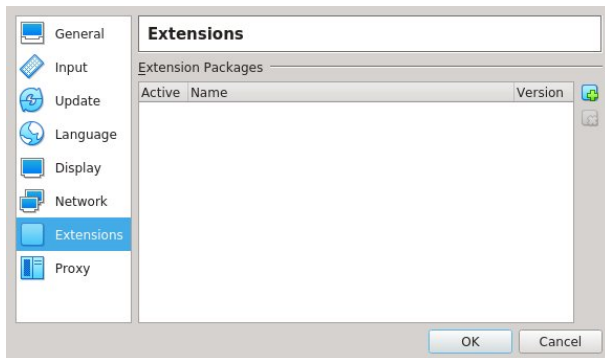 General
Input
Update
Language
Display
Network
Extensions
Proxy
Extensions
Extension Packages
Active Name Version
OK Cancel